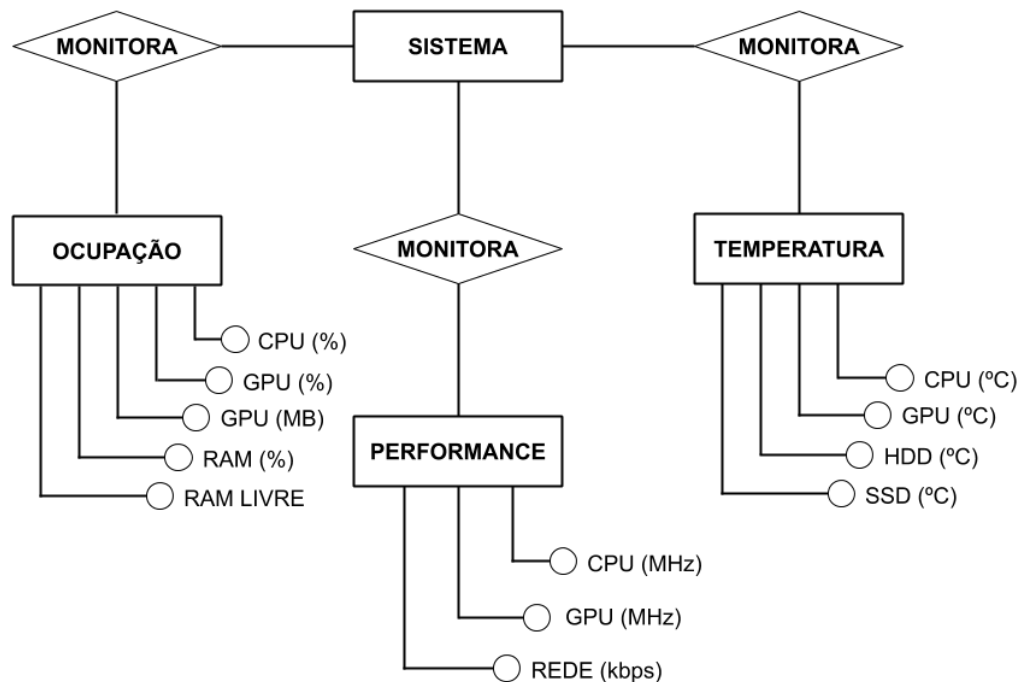 MONITORA
SISTEMA
MONITORA
OCUPAÇÃO
MONITORA
TEMPERATURA
CPU (%)
GPU (%)
GPU (MB)
RAM (%)
RAM LIVRE
PERFORMANCE
CPU (MHz)
GPU (MHz)
REDE (kbps)
CPU (ºC)
GPU (ºC)
HDD (ºC)
SSD (ºC)